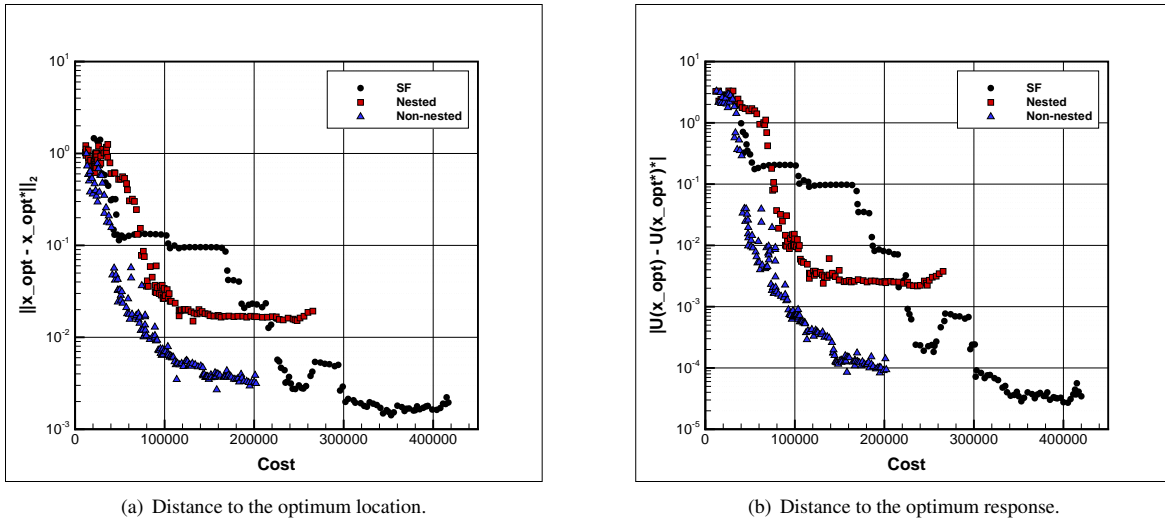 10^1
10^0
10^-1
10^-2
10^-3
||x_opt - x_opt*||_2
0 100000 200000 300000 400000
Cost
SF
Nested
Non-nested
(a) Distance to the optimum location.
10^1
10^0
10^-1
10^-2
10^-3
10^-4
10^-5
|U(x_opt) - U(x_opt*)*|
0 100000 200000 300000 400000
Cost
SF
Nested
Non-nested
(b) Distance to the optimum response.